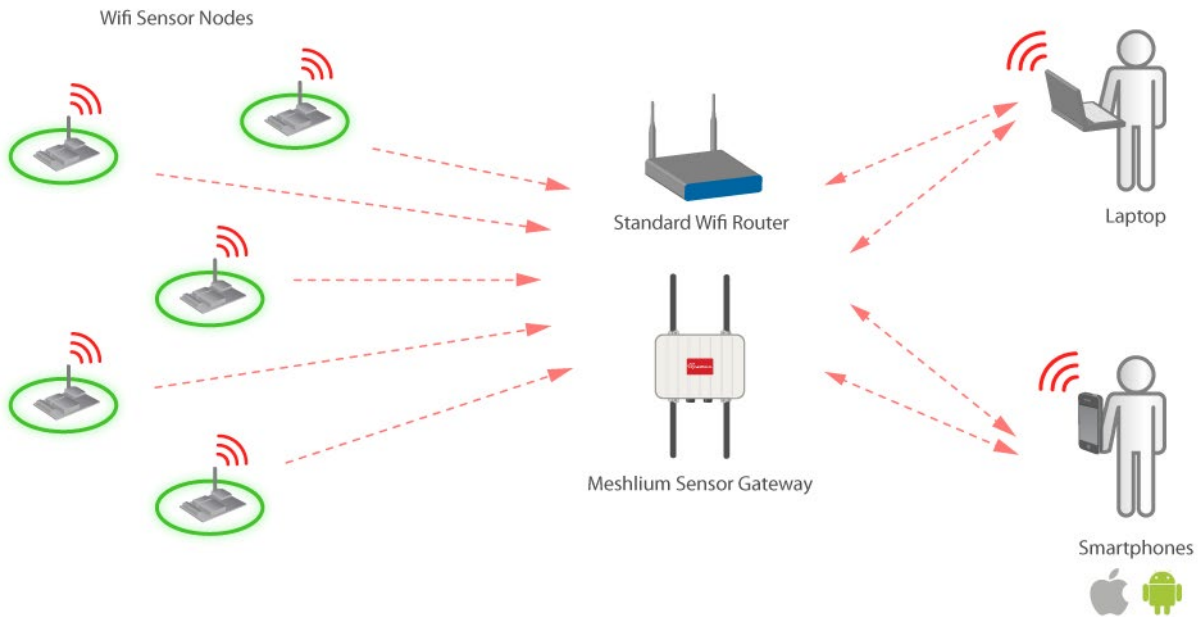 Wifi Sensor Nodes
Standard Wifi Router
Laptop
Meshlium Sensor Gateway
Smartphones